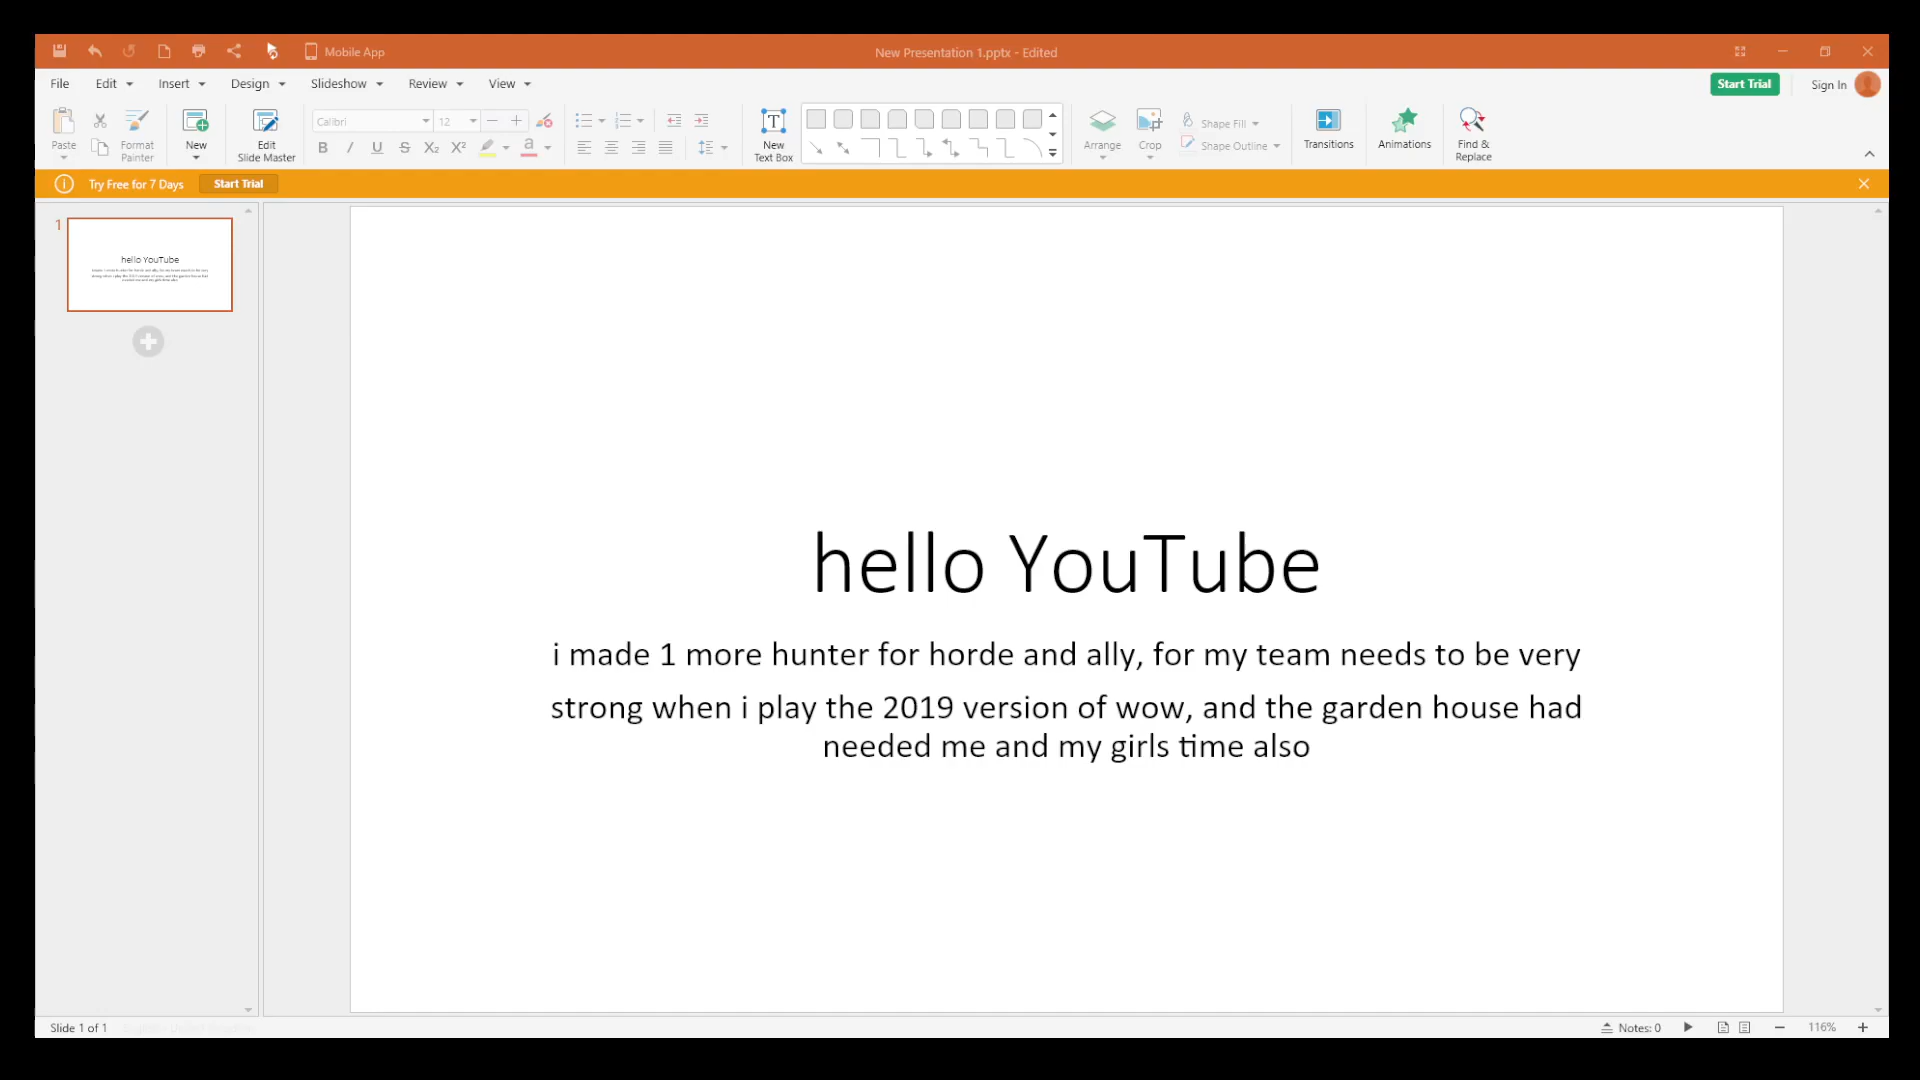 Mobile App
New Presentation 1.pptx - Edited
File Edit Insert Design Slideshow Review View
Start Trial Sign In
Calibri 12
Paste Format Painter New Edit Slide Master B I U S X₂ X² a New Text Box Arrange Crop Shape Fill Shape Outline Transitions Animations Find & Replace
Try Free for 7 Days Start Trial
1
hello YouTube
hello YouTube
i made 1 more hunter for horde and ally, for my team needs to be very
strong when i play the 2019 version of wow, and the garden house had
needed me and my girls time also
Slide 1 of 1
Notes: 0 116%